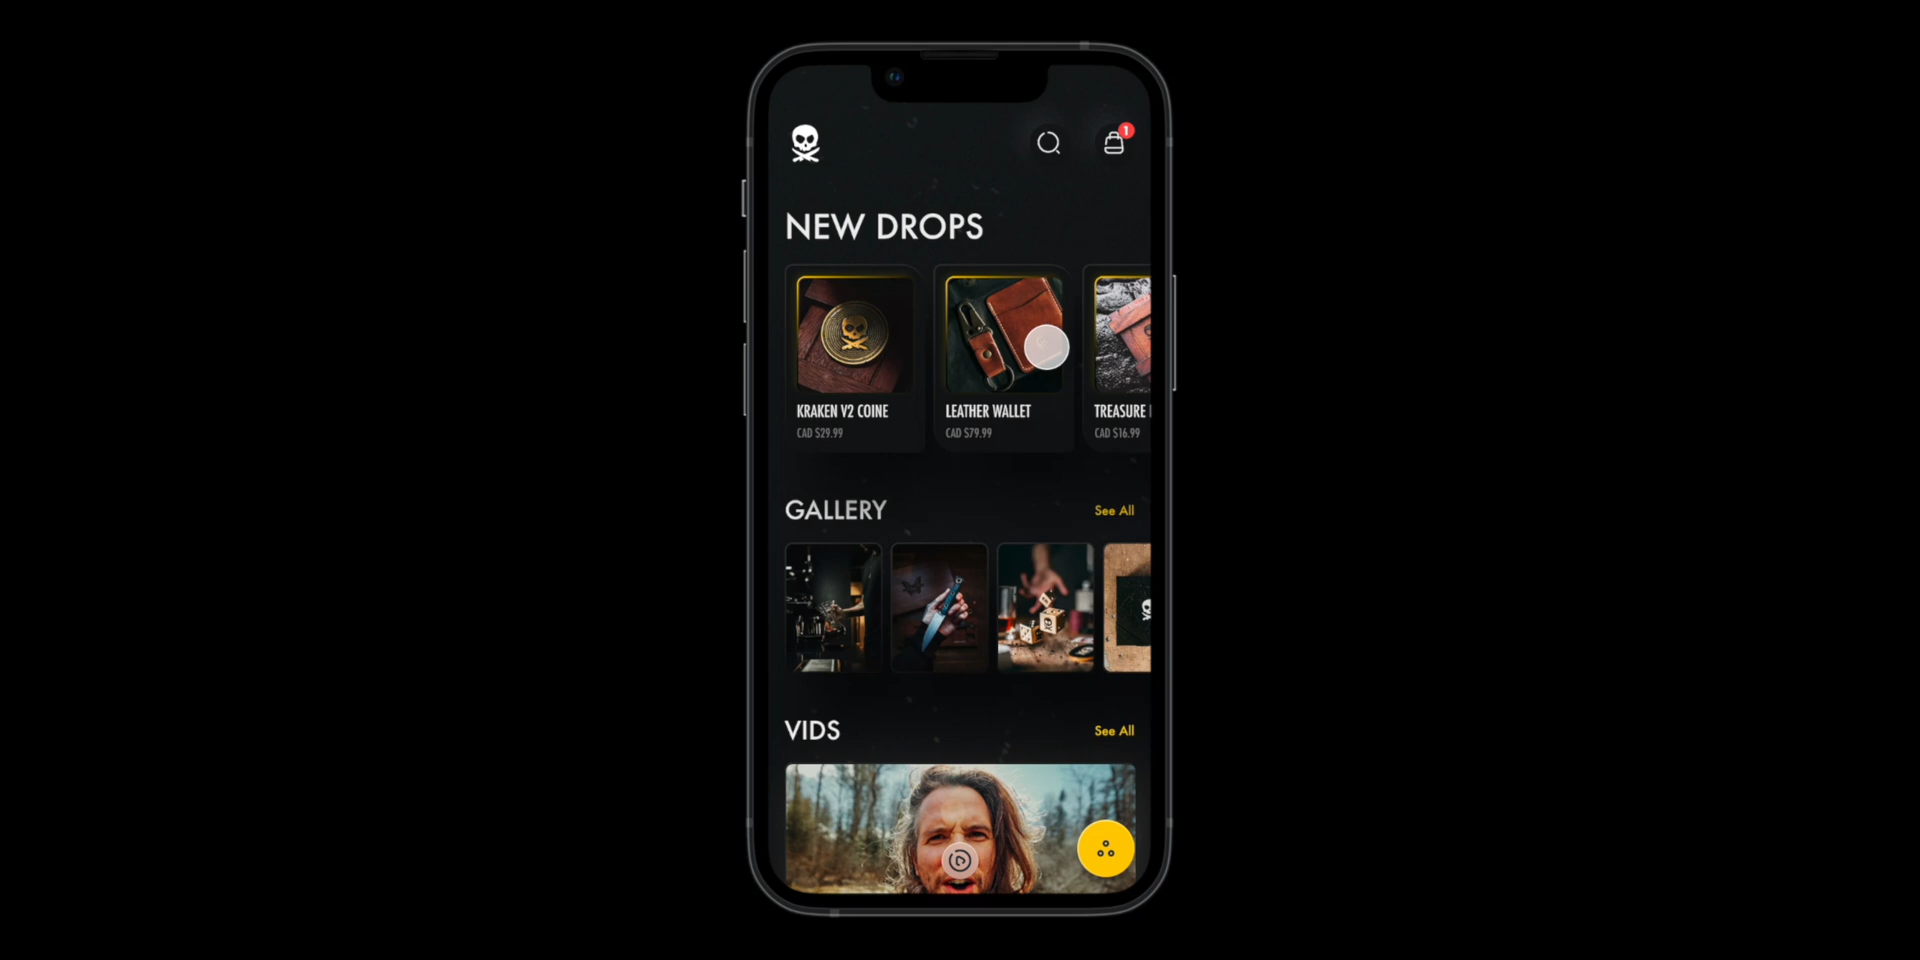 1
NEW DROPS
KRAKEN V2 COINE
CAD $29.99
LEATHER WALLET
CAD $79.99
TREASURE
CAD $16.99
GALLERY
See All
VIDS
See All